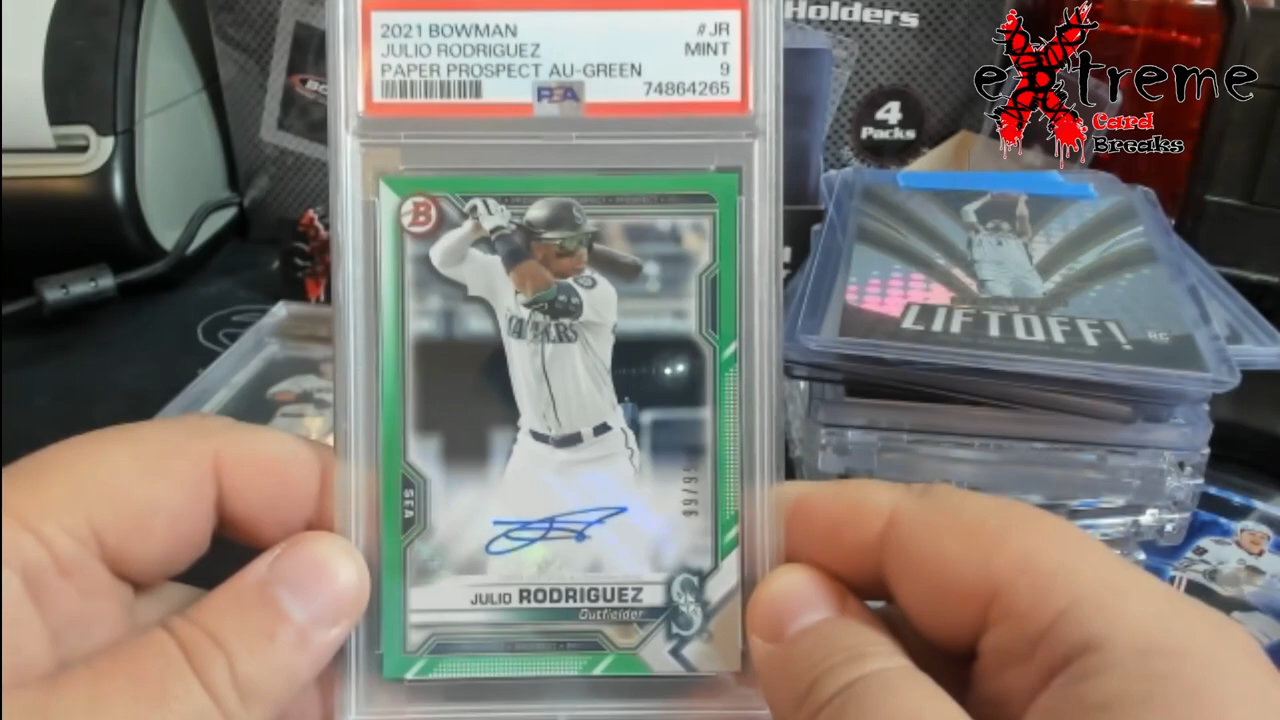 2021 BOWMAN #JR
JULIO RODRIGUEZ MINT
PAPER PROSPECT AU-GREEN 9
PSA 74864265
Holders
4
Packs
eXtreme
Card
Breaks
B
MARINERS
SEA
JULIO RODRIGUEZ
Outfielder
S
LIFTOFF!
RC